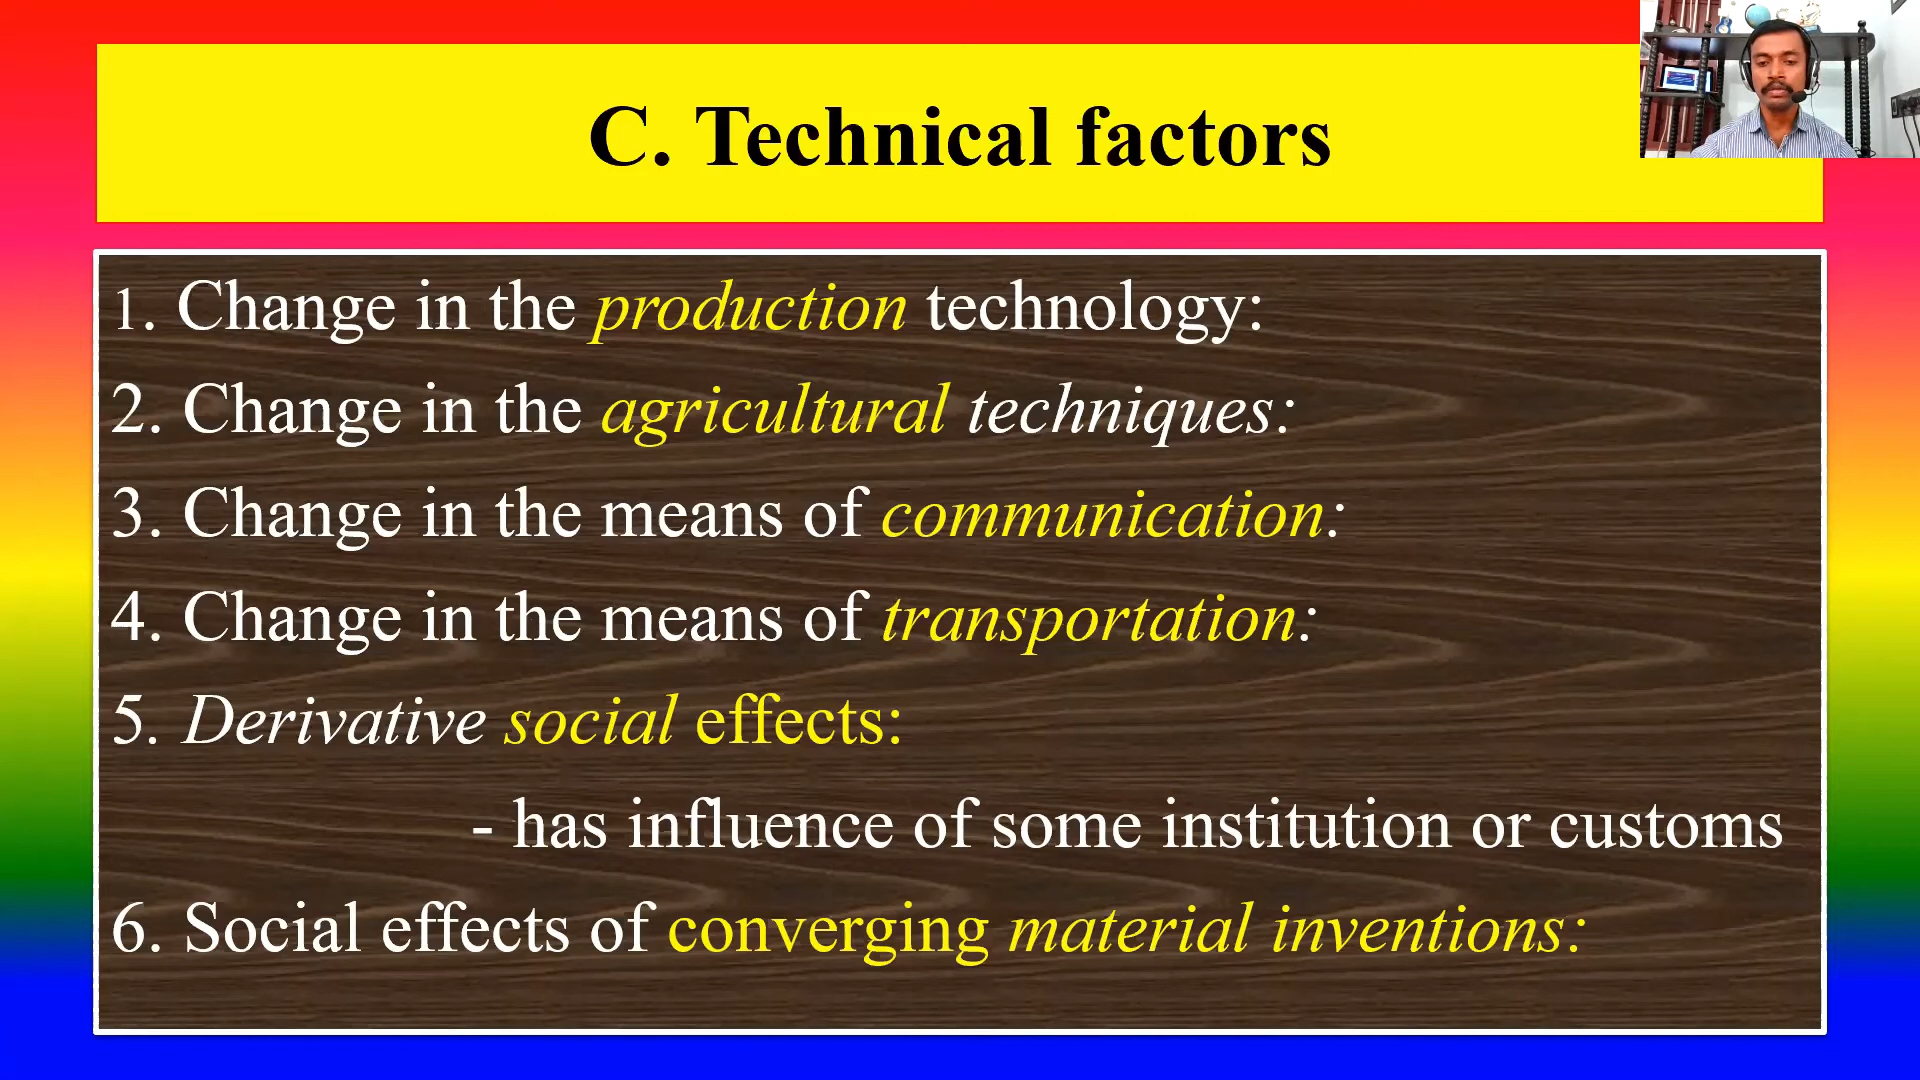 C. Technical factors
1. Change in the production technology:
2. Change in the agricultural techniques:
3. Change in the means of communication:
4. Change in the means of transportation:
5. Derivative social effects:
- has influence of some institution or customs
6. Social effects of converging material inventions: